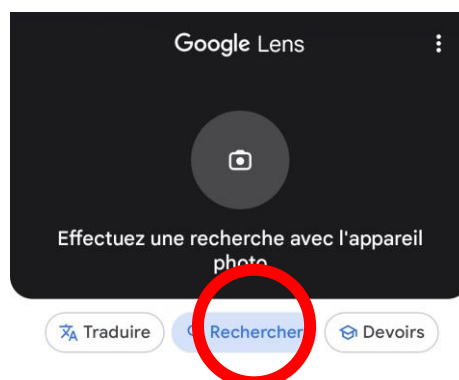 Google Lens
Effectuez une recherche avec l'appareil
photo
Traduire Rechercher Devoirs